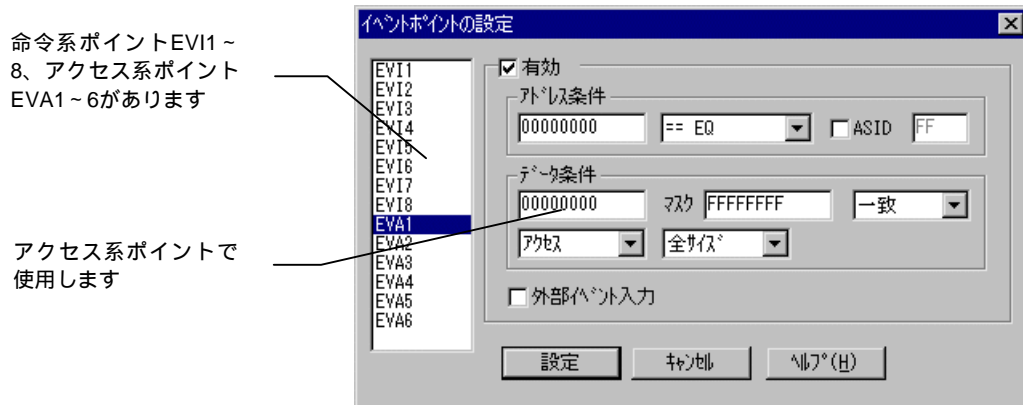 命令系ポイントEVI1～
8、アクセス系ポイント
EVA1～6があります
アクセス系ポイントで
使用します
ｲﾍﾞﾝﾄﾎﾟｲﾝﾄの設定
EVI1
EVI2
EVI3
EVI4
EVI5
EVI6
EVI7
EVI8
EVA1
EVA2
EVA3
EVA4
EVA5
EVA6
有効
ｱﾄﾞﾚｽ条件
00000000 == EQ ASID FF
ﾃﾞｰﾀ条件
00000000 ﾏｽｸ FFFFFFFF 一致
ｱｸｾｽ 全ｻｲｽﾞ
外部ｲﾍﾞﾝﾄ入力
設定 ｷｬﾝｾﾙ ﾍﾙﾌﾟ(H)